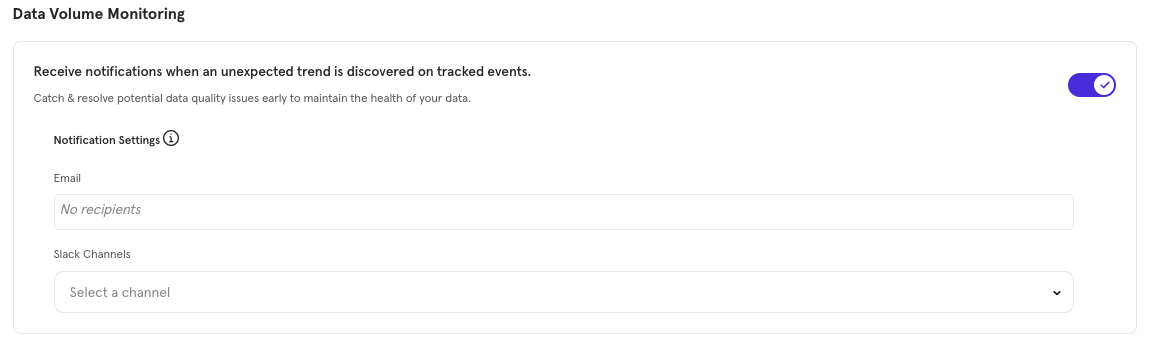 Data Volume Monitoring
Receive notifications when an unexpected trend is discovered on tracked events.
Catch & resolve potential data quality issues early to maintain the health of your data.
Notification Settings
Email
No recipients
Slack Channels
Select a channel